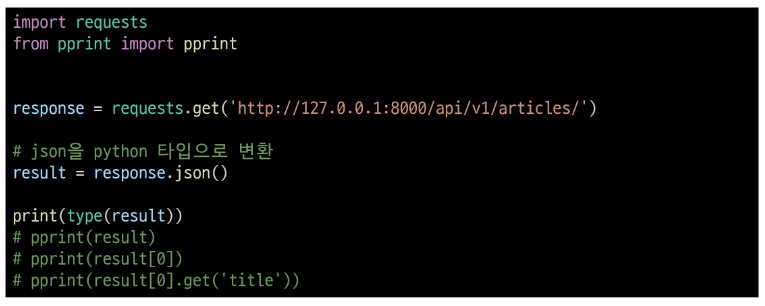 import requests
from pprint import pprint
response = requests.get('http://127.0.0.1:8000/api/v1/articles/')
# json을 python 타입으로 변환
result = response.json()
print(type(result))
# pprint(result)
# pprint(result[0])
# pprint(result[0].get('title'))